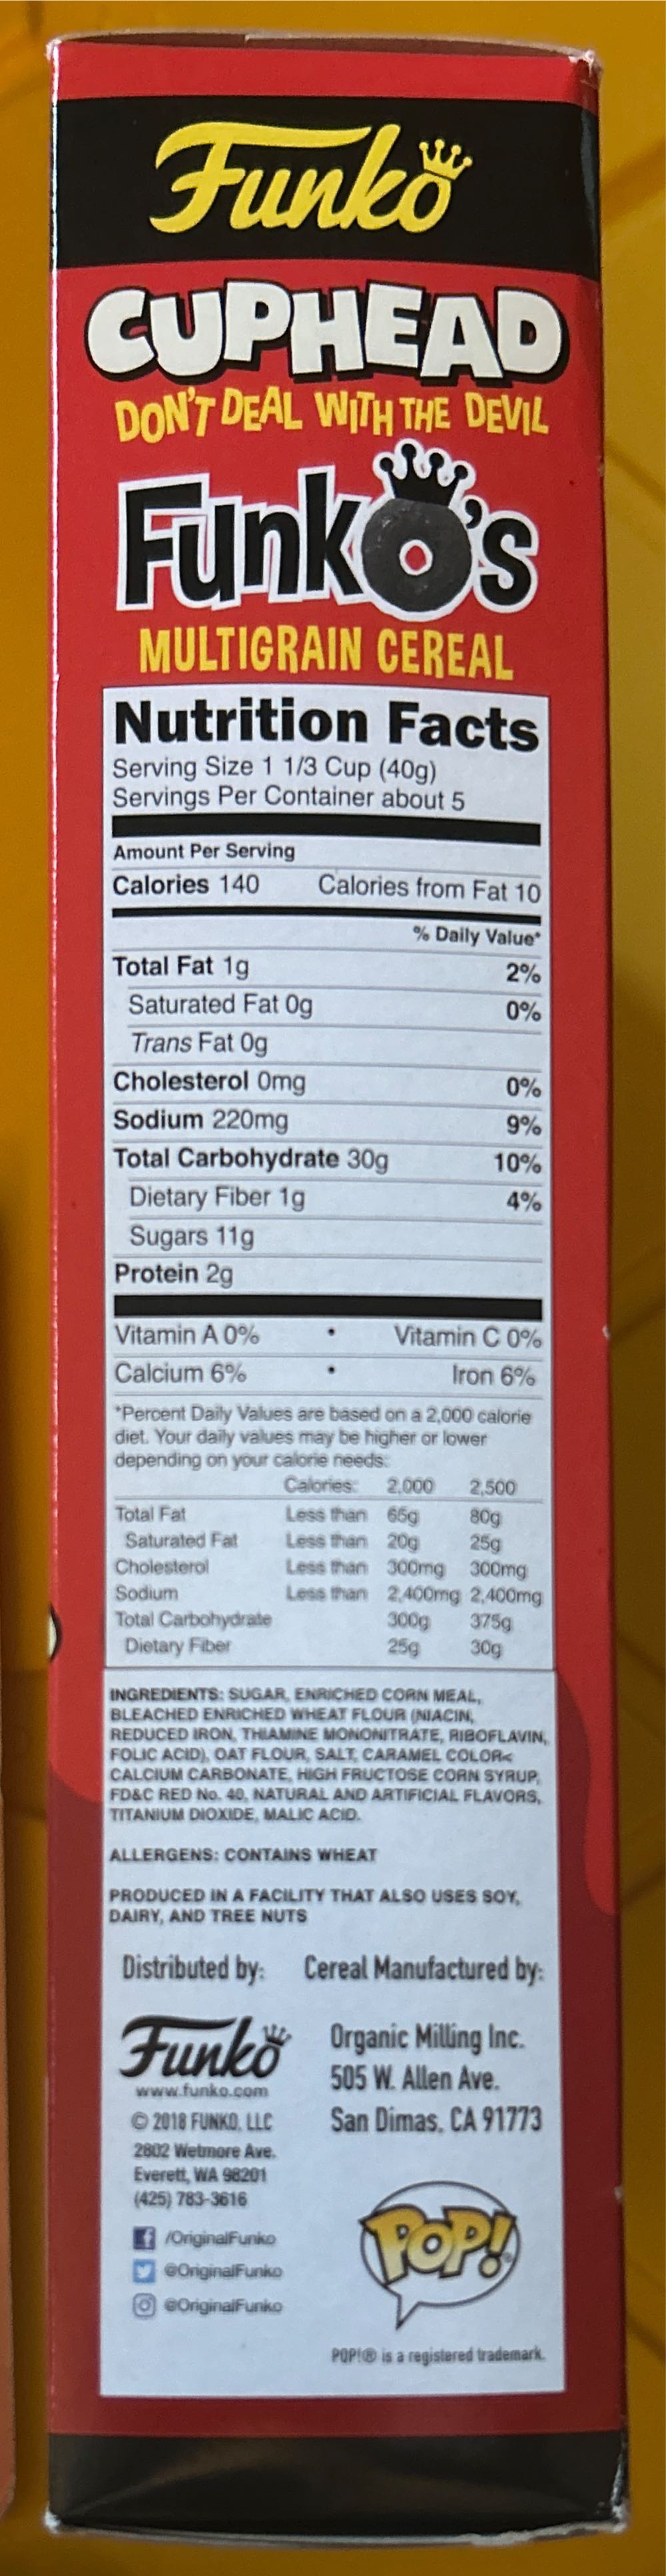 Funko
CUPHEAD
DON'T DEAL WITH THE DEVIL
FunkO's
MULTIGRAIN CEREAL
Nutrition Facts
Serving Size 1 1/3 Cup (40g)
Servings Per Container about 5
Amount Per Serving
Calories 140 Calories from Fat 10
% Daily Value*
Total Fat 1g 2%
Saturated Fat 0g 0%
Trans Fat 0g
Cholesterol 0mg 0%
Sodium 220mg 9%
Total Carbohydrate 30g 10%
Dietary Fiber 1g 4%
Sugars 11g
Protein 2g
Vitamin A 0% • Vitamin C 0%
Calcium 6% • Iron 6%
*Percent Daily Values are based on a 2,000 calorie
diet. Your daily values may be higher or lower
depending on your calorie needs:
Calories: 2,000 2,500
Total Fat Less than 65g 80g
Saturated Fat Less than 20g 25g
Cholesterol Less than 300mg 300mg
Sodium Less than 2,400mg 2,400mg
Total Carbohydrate 300g 375g
Dietary Fiber 25g 30g
INGREDIENTS: SUGAR, ENRICHED CORN MEAL,
BLEACHED ENRICHED WHEAT FLOUR (NIACIN,
REDUCED IRON, THIAMINE MONONITRATE, RIBOFLAVIN,
FOLIC ACID), OAT FLOUR, SALT, CARAMEL COLOR<
CALCIUM CARBONATE, HIGH FRUCTOSE CORN SYRUP,
FD&C RED No. 40, NATURAL AND ARTIFICIAL FLAVORS,
TITANIUM DIOXIDE, MALIC ACID.
ALLERGENS: CONTAINS WHEAT
PRODUCED IN A FACILITY THAT ALSO USES SOY,
DAIRY, AND TREE NUTS
Distributed by:
Funko
www.funko.com
© 2018 FUNKO, LLC
2802 Wetmore Ave.
Everett, WA 98201
(425) 783-3616
/OriginalFunko
@OriginalFunko
@OriginalFunko
Cereal Manufactured by:
Organic Milling Inc.
505 W. Allen Ave.
San Dimas, CA 91773
POP!
POP!® is a registered trademark.